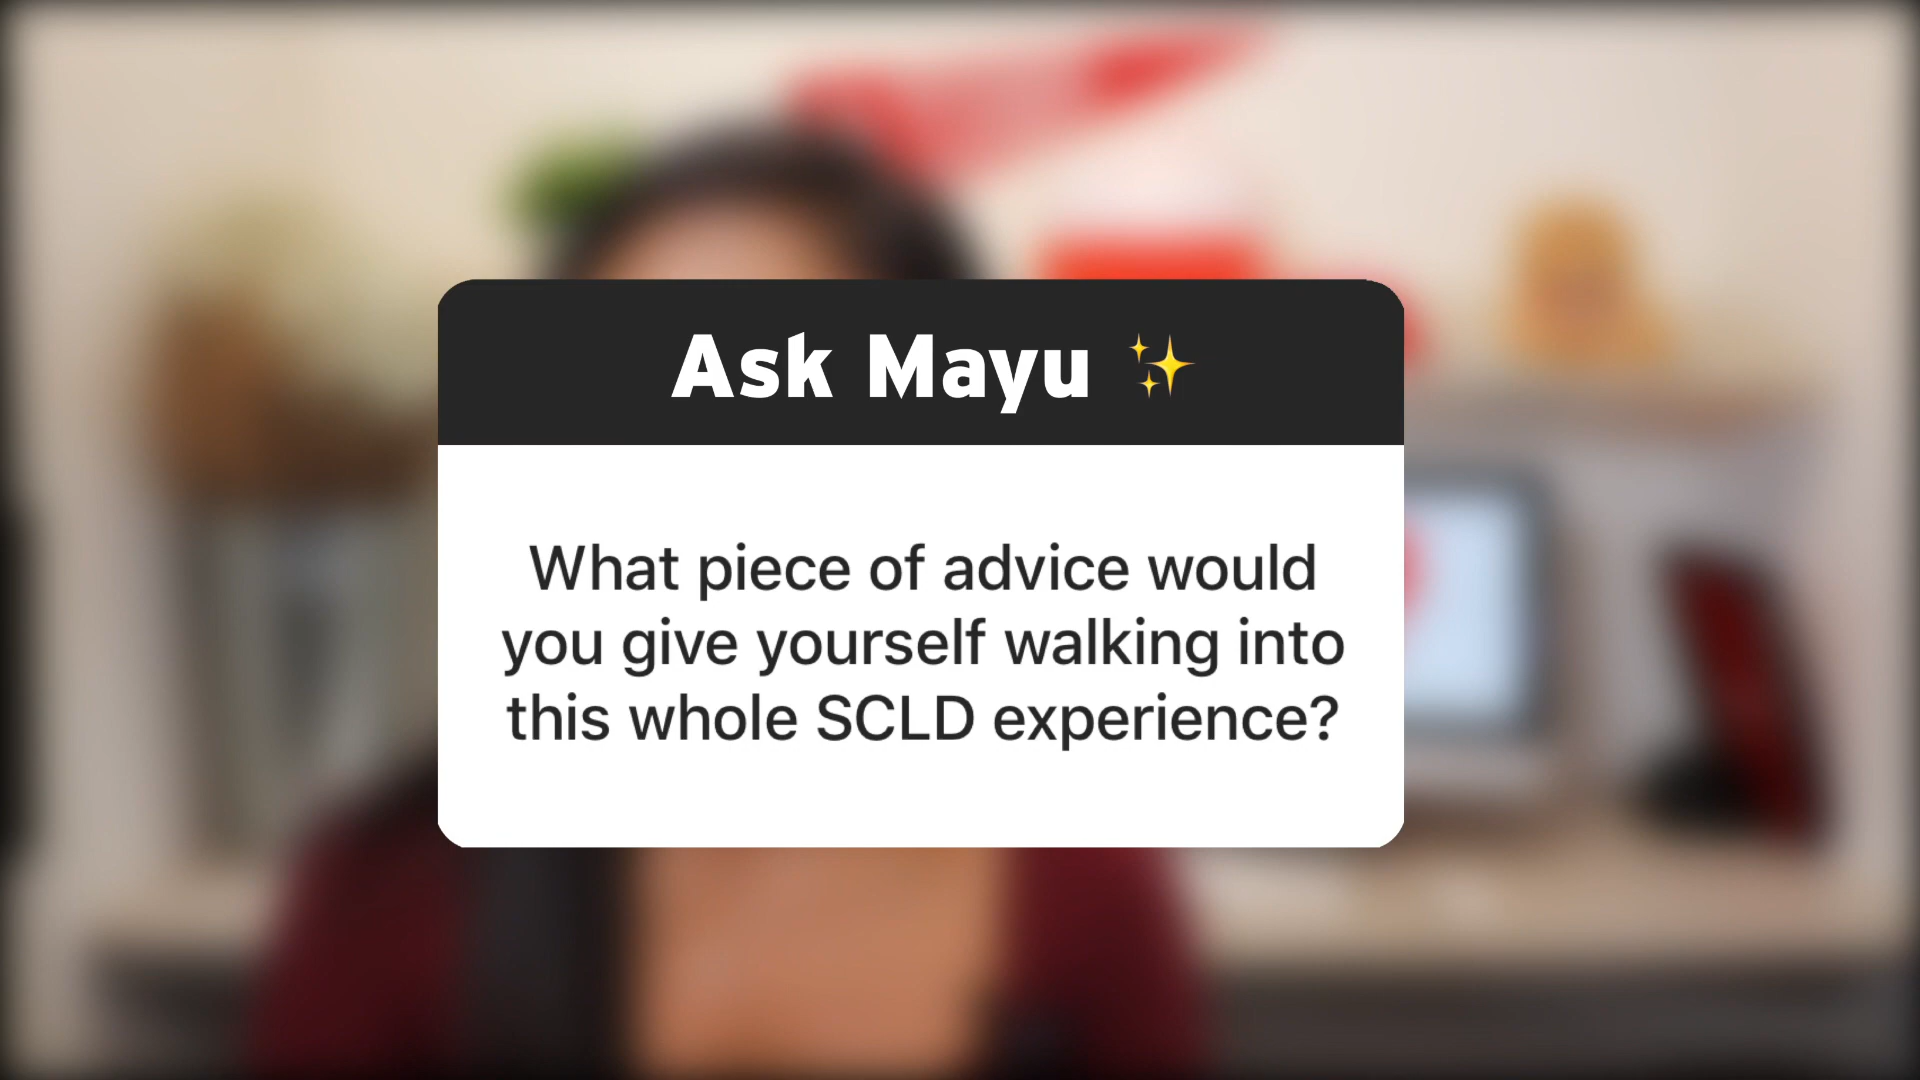 Ask Mayu ✨
What piece of advice would
you give yourself walking into
this whole SCLD experience?